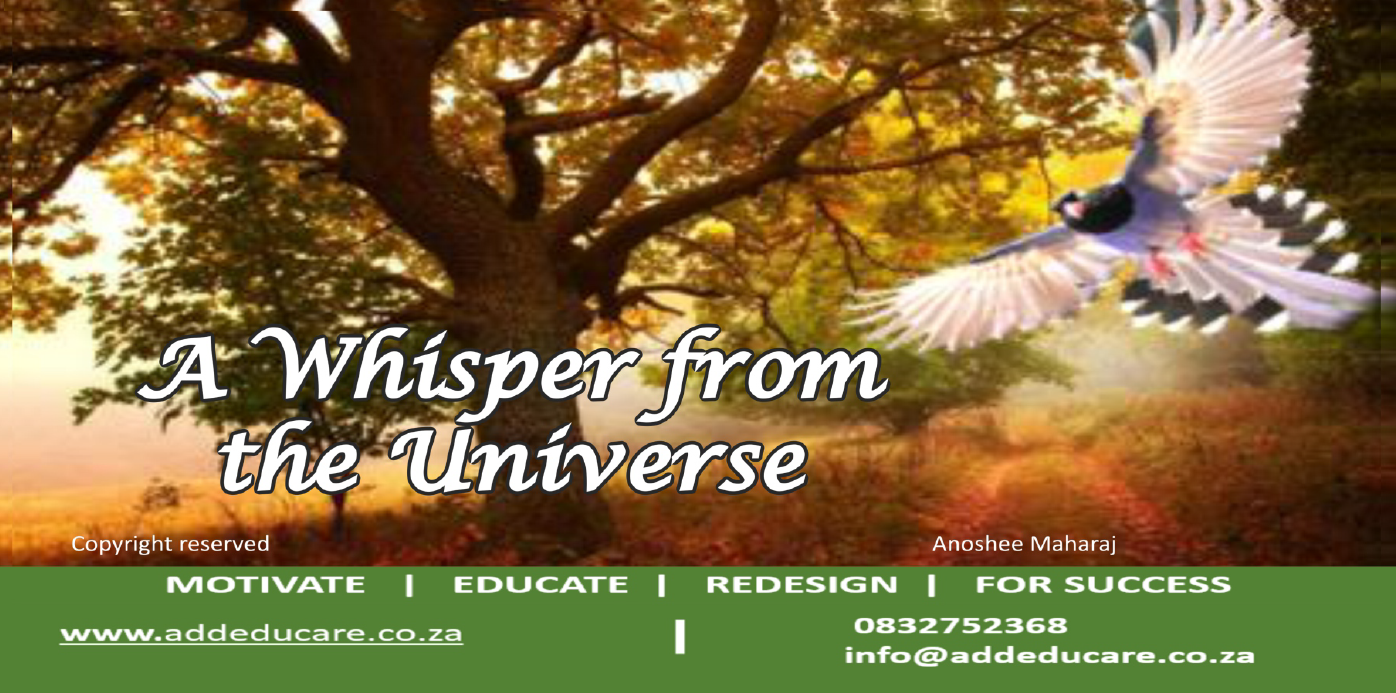 A Whisper from
the Universe
Copyright reserved
Anoshee Maharaj
MOTIVATE | EDUCATE | REDESIGN | FOR SUCCESS
www.addeducare.co.za | 0832752368
info@addeducare.co.za